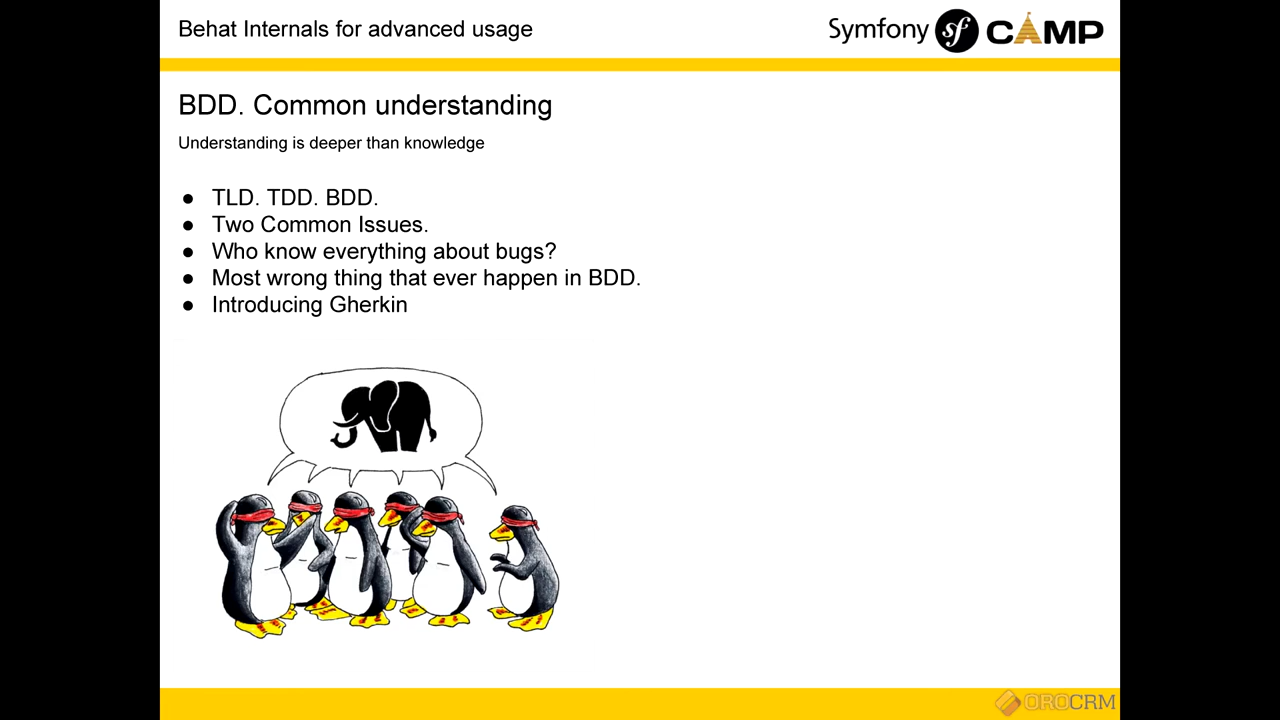 Behat Internals for advanced usage
Symfony sf CAMP
BDD. Common understanding
Understanding is deeper than knowledge
● TLD. TDD. BDD.
● Two Common Issues.
● Who know everything about bugs?
● Most wrong thing that ever happen in BDD.
● Introducing Gherkin
OROCRM